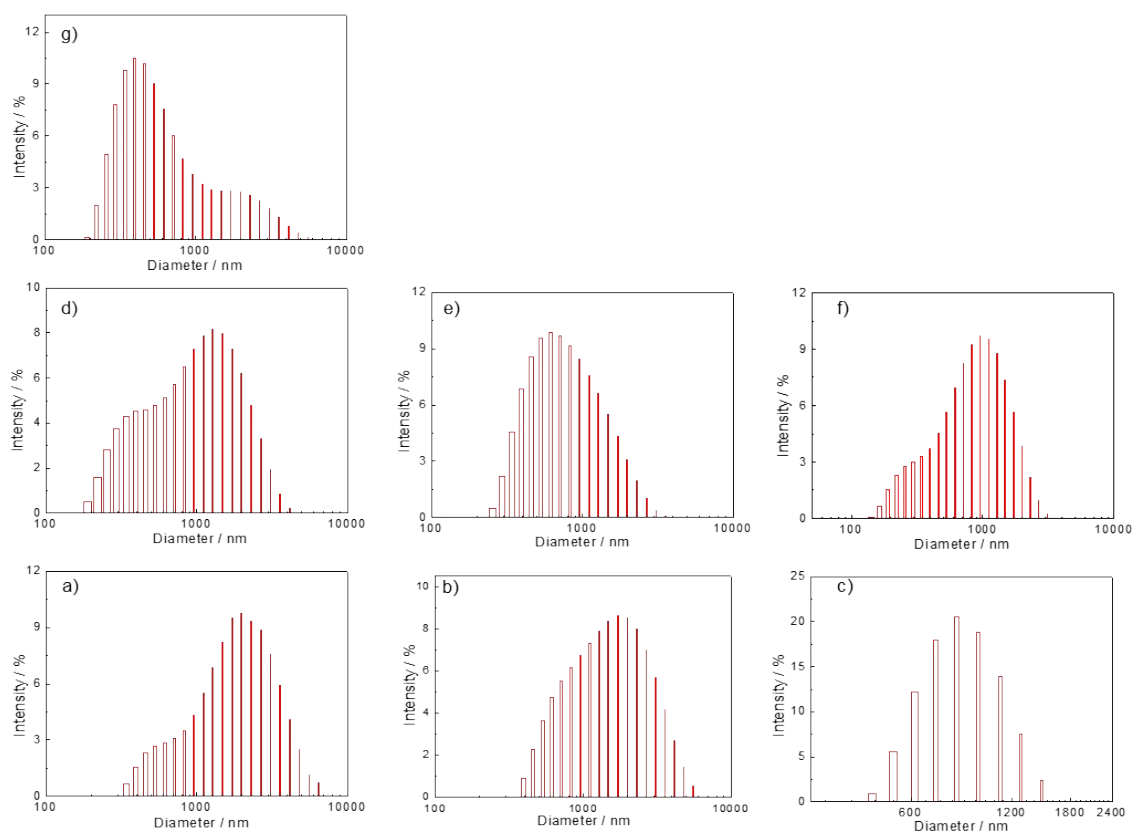 g)
12
9
6
3
0
Intensity / %
100 1000 10000
Diameter / nm
d)
8
6
4
2
0
Intensity / %
100 1000 10000
Diameter / nm
e)
12
9
6
3
0
Intensity / %
100 1000 10000
Diameter / nm
f)
12
9
6
3
0
Intensity / %
100 1000 10000
Diameter / nm
a)
12
9
6
3
0
Intensity / %
100 1000 10000
Diameter / nm
b)
10
8
6
4
2
0
Intensity / %
100 1000 10000
Diameter / nm
c)
25
20
15
10
5
0
Intensity / %
600 1200 1800 2400
Diameter / nm